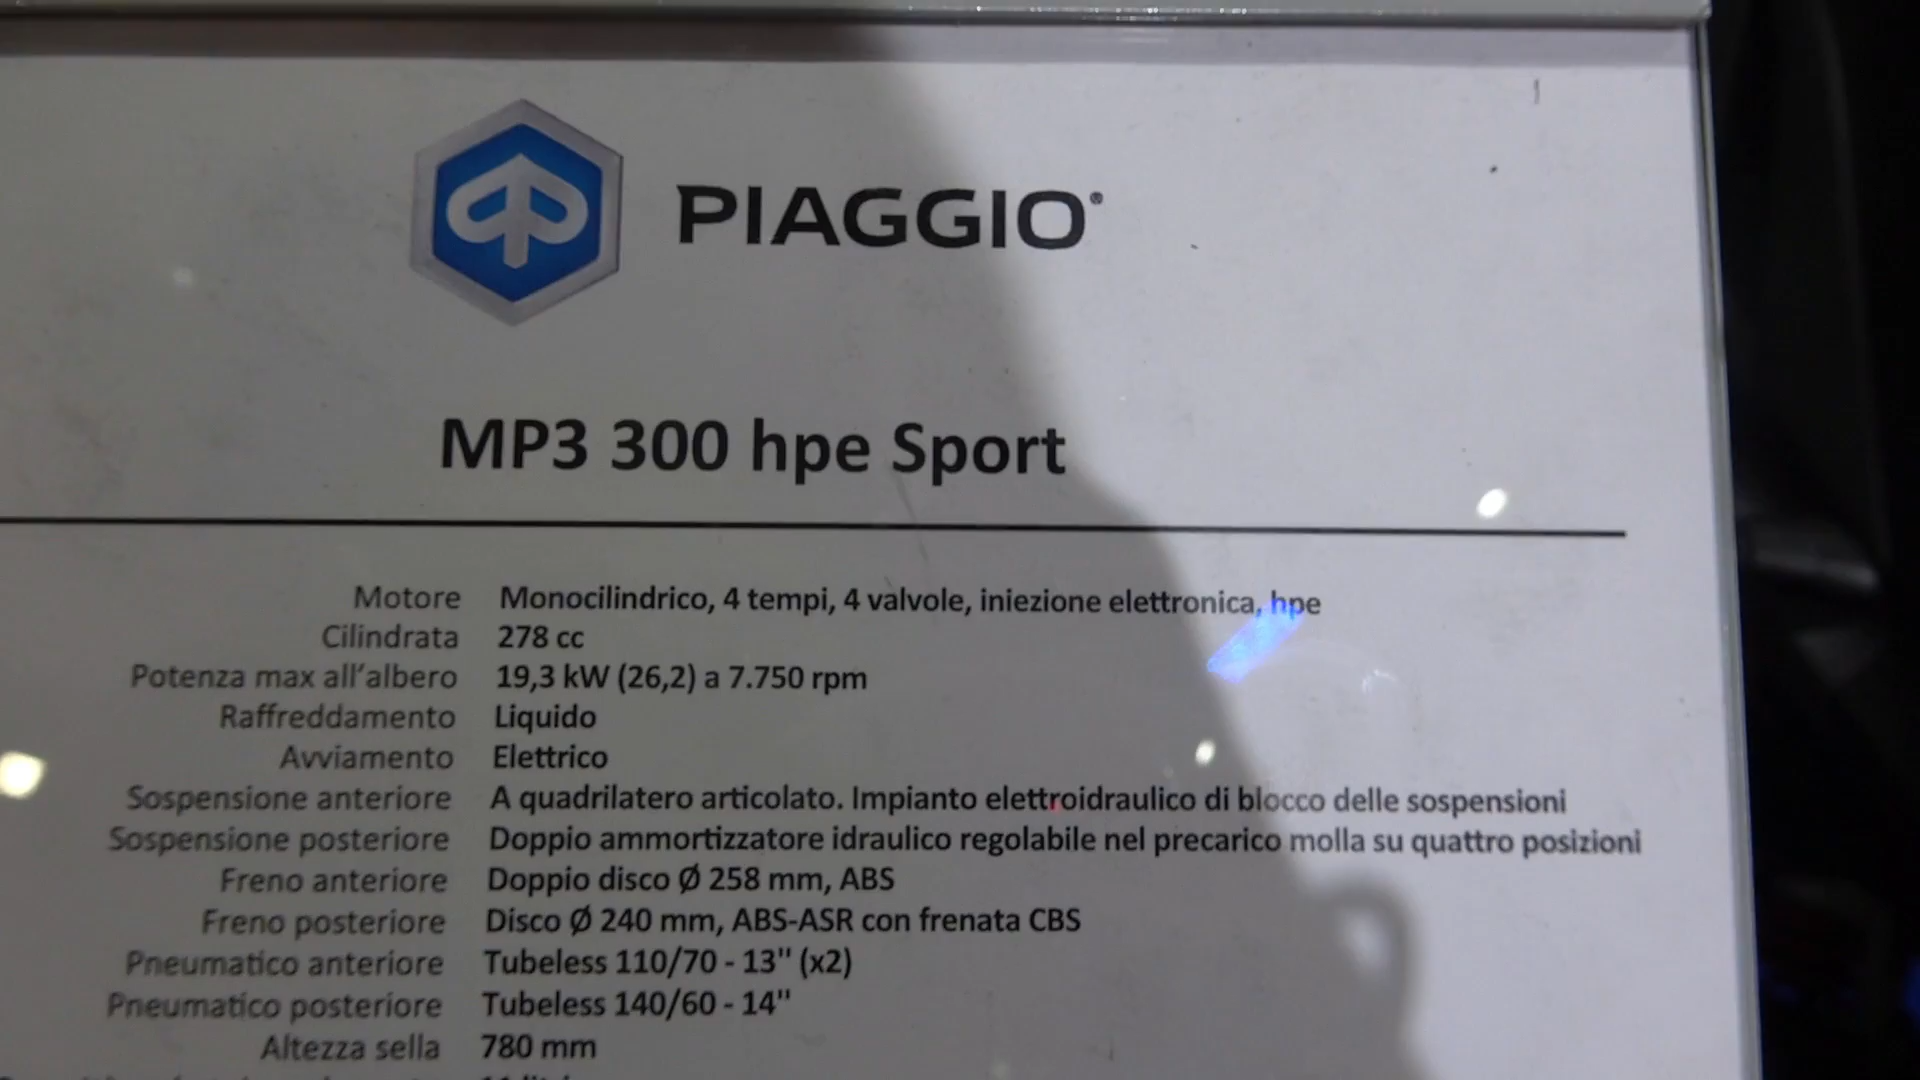 PIAGGIO®
MP3 300 hpe Sport
Motore Monocilindrico, 4 tempi, 4 valvole, iniezione elettronica, hpe
Cilindrata 278 cc
Potenza max all'albero 19,3 kW (26,2) a 7.750 rpm
Raffreddamento Liquido
Avviamento Elettrico
Sospensione anteriore A quadrilatero articolato. Impianto elettroidraulico di blocco delle sospensioni
Sospensione posteriore Doppio ammortizzatore idraulico regolabile nel precarico molla su quattro posizioni
Freno anteriore Doppio disco Ø 258 mm, ABS
Freno posteriore Disco Ø 240 mm, ABS-ASR con frenata CBS
Pneumatico anteriore Tubeless 110/70 - 13" (x2)
Pneumatico posteriore Tubeless 140/60 - 14"
Altezza sella 780 mm